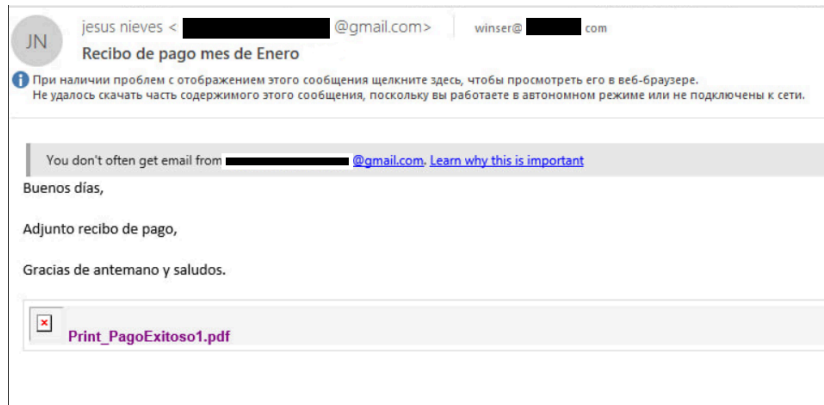 JN
jesus nieves < @gmail.com> winser@ com
Recibo de pago mes de Enero
При наличии проблем с отображением этого сообщения щелкните здесь, чтобы просмотреть его в веб-браузере.
Не удалось скачать часть содержимого этого сообщения, поскольку вы работаете в автономном режиме или не подключены к сети.
You don't often get email from @gmail.com. Learn why this is important
Buenos días,
Adjunto recibo de pago,
Gracias de antemano y saludos.
Print_PagoExitoso1.pdf